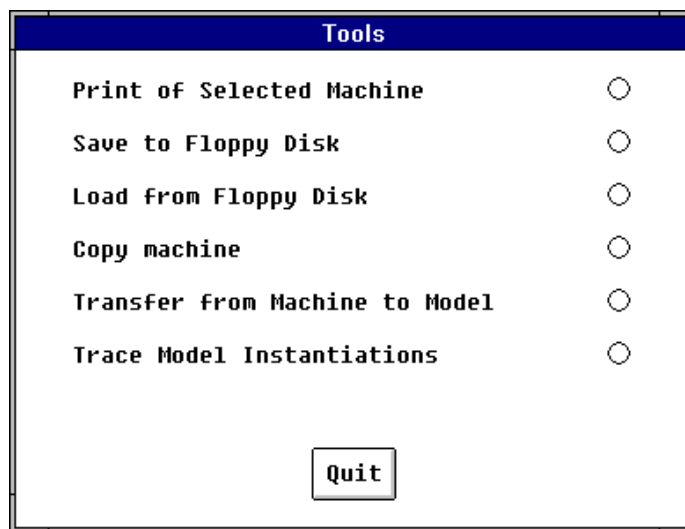 Tools
Print of Selected Machine
Save to Floppy Disk
Load from Floppy Disk
Copy machine
Transfer from Machine to Model
Trace Model Instantiations
Quit